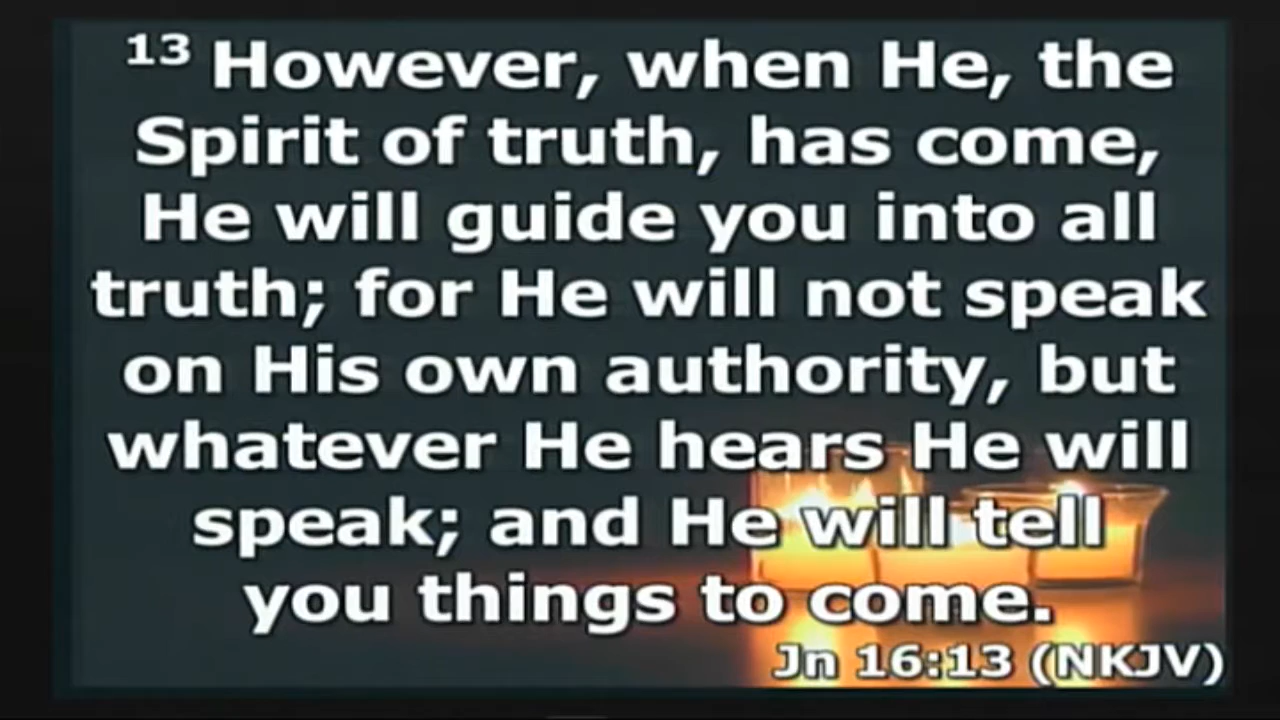 13 However, when He, the
Spirit of truth, has come,
He will guide you into all
truth; for He will not speak
on His own authority, but
whatever He hears He will
speak; and He will tell
you things to come.
Jn 16:13 (NKJV)